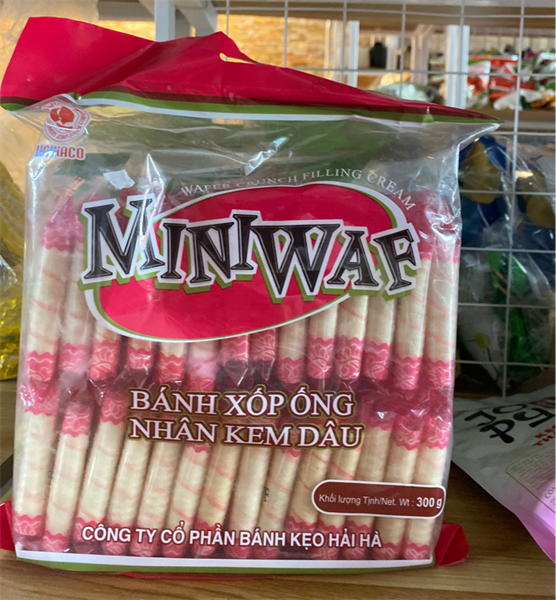 HAIHACO
WAFER CRUNCH FILLING CREAM
MINIWAF
BÁNH XỐP ỐNG
NHÂN KEM DÂU
Khối lượng Tịnh/Net. Wt : 300 g
CÔNG TY CỔ PHẦN BÁNH KẸO HẢI HÀ